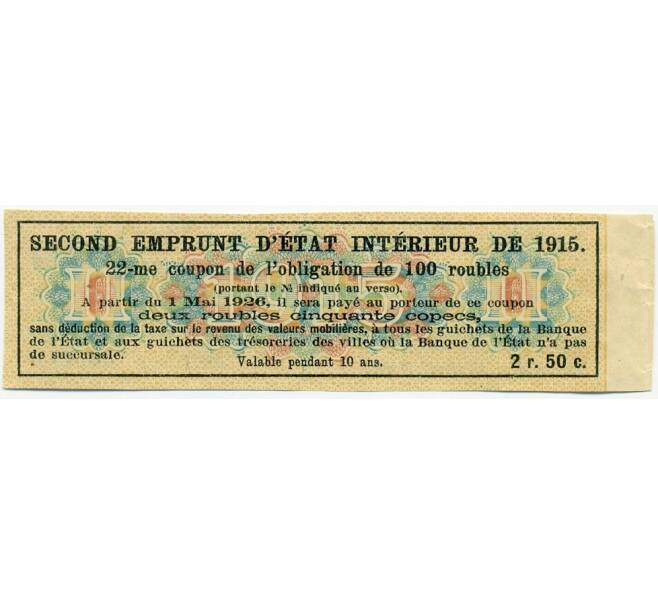 SECOND EMPRUNT D'ÉTAT INTÉRIEUR DE 1915.
22-me coupon de l'obligation de 100 roubles
(portant le № indiqué au verso).
A partir du 1 Mai 1926, il sera payé au porteur de ce coupon
deux roubles cinquante copecs,
sans déduction de la taxe sur le revenu des valeurs mobilières, à tous les guichets de la Banque
de l'État et aux guichets des trésoreries des villes où la Banque de l'État n'a pas
de succursale.
Valable pendant 10 ans.
2 r. 50 c.